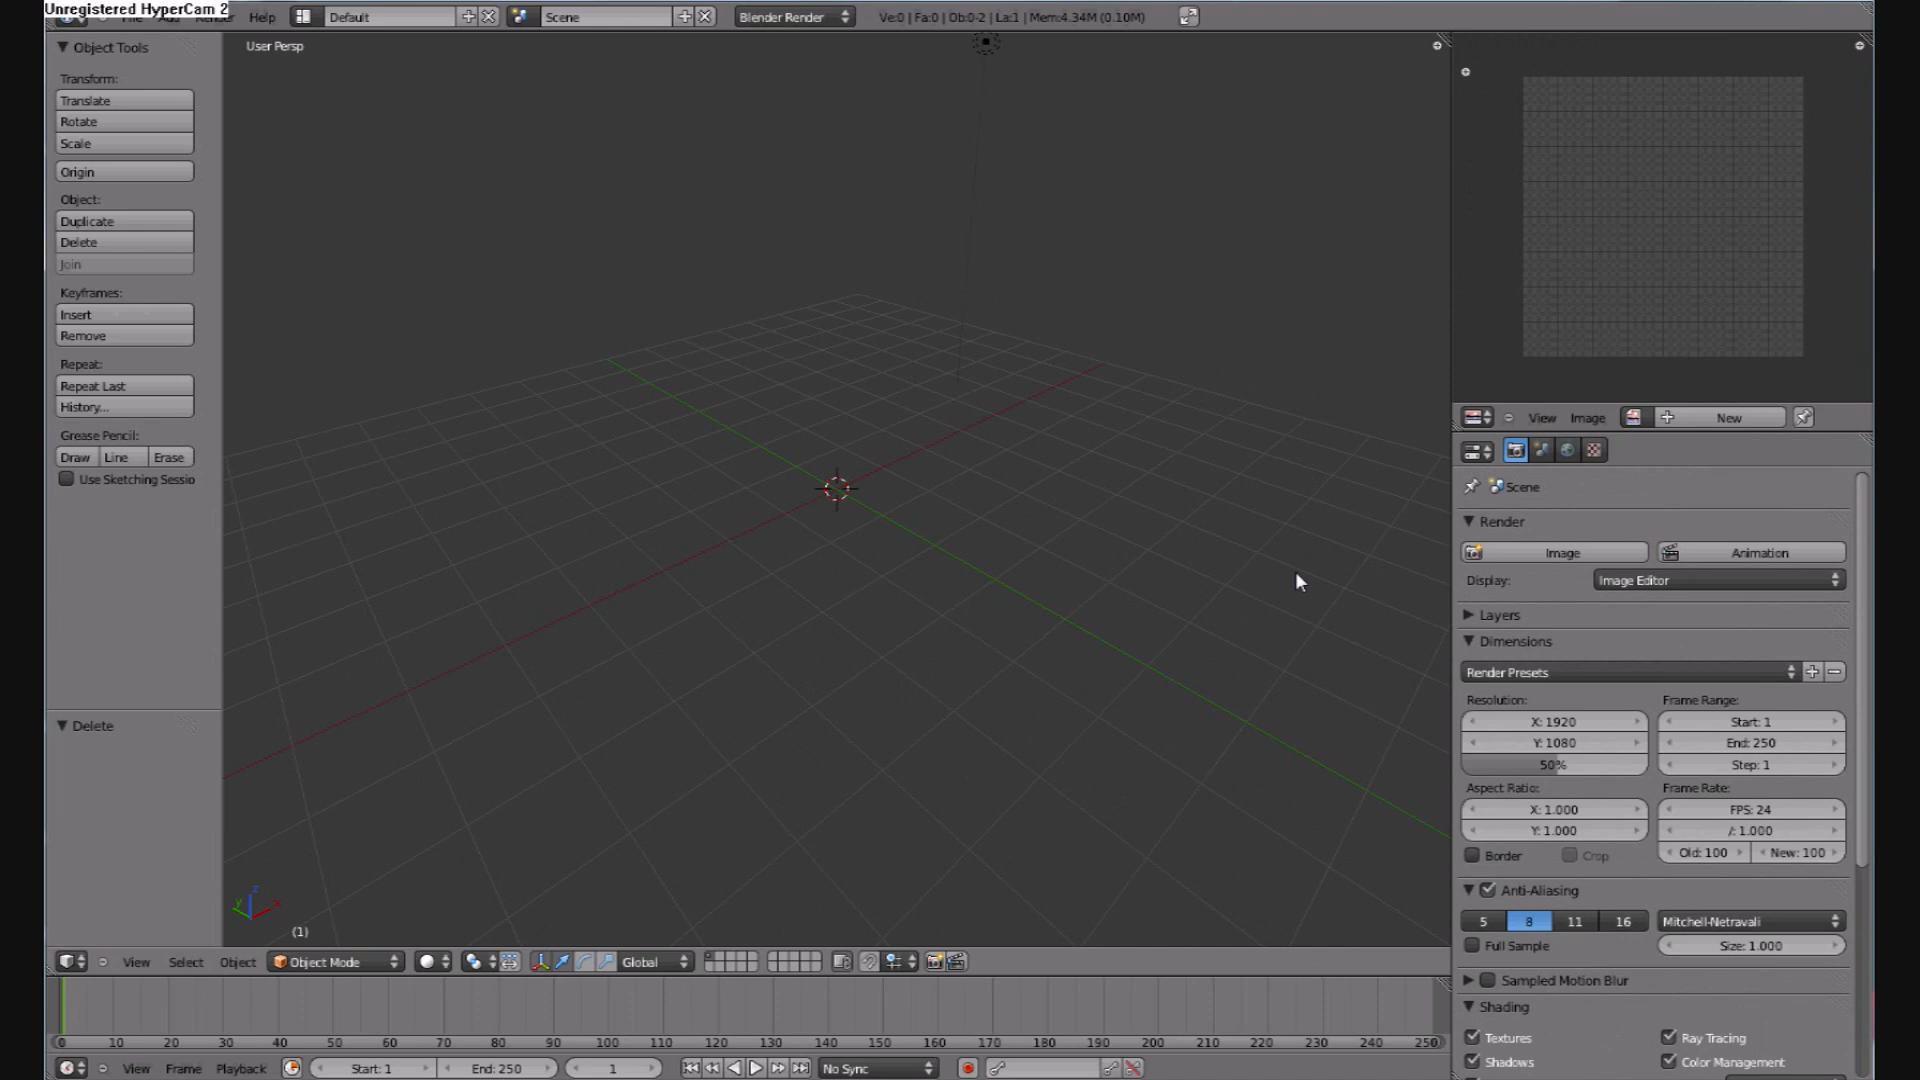 Unregistered HyperCam 2
File Add Render Help Default Scene Blender Render Ve:0 | Fa:0 | Ob:0-2 | La:1 | Mem:4.34M (0.10M)
Object Tools
Transform:
Translate
Rotate
Scale
Origin
Object:
Duplicate
Delete
Join
Keyframes:
Insert
Remove
Repeat:
Repeat Last
History...
Grease Pencil:
Draw Line Erase
Use Sketching Sessio
Delete
User Persp
z
y x
(1)
View Select Object Object Mode Global
0 10 20 30 40 50 60 70 80 90 100 110 120 130 140 150 160 170 180 190 200 210 220 230 240 250
View Frame Playback Start: 1 End: 250 1 No Sync
View Image New
Scene
Render
Image Animation
Display: Image Editor
Layers
Dimensions
Render Presets
Resolution: Frame Range:
X: 1920 Start: 1
Y: 1080 End: 250
50% Step: 1
Aspect Ratio: Frame Rate:
X: 1.000 FPS: 24
Y: 1.000 /: 1.000
Border Crop Old: 100 New: 100
Anti-Aliasing
5 8 11 16 Mitchell-Netravali
Full Sample Size: 1.000
Sampled Motion Blur
Shading
Textures Ray Tracing
Shadows Color Management